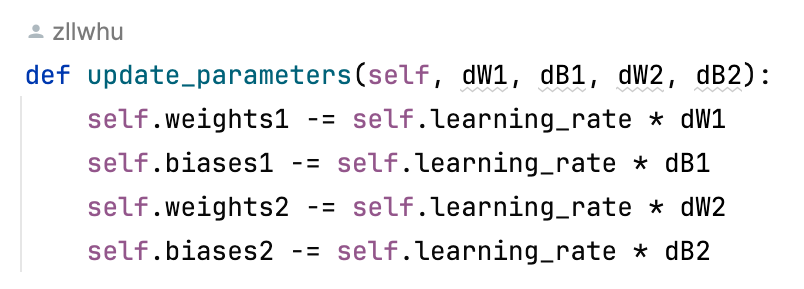 zllwhu
def update_parameters(self, dW1, dB1, dW2, dB2):
    self.weights1 -= self.learning_rate * dW1
    self.biases1 -= self.learning_rate * dB1
    self.weights2 -= self.learning_rate * dW2
    self.biases2 -= self.learning_rate * dB2